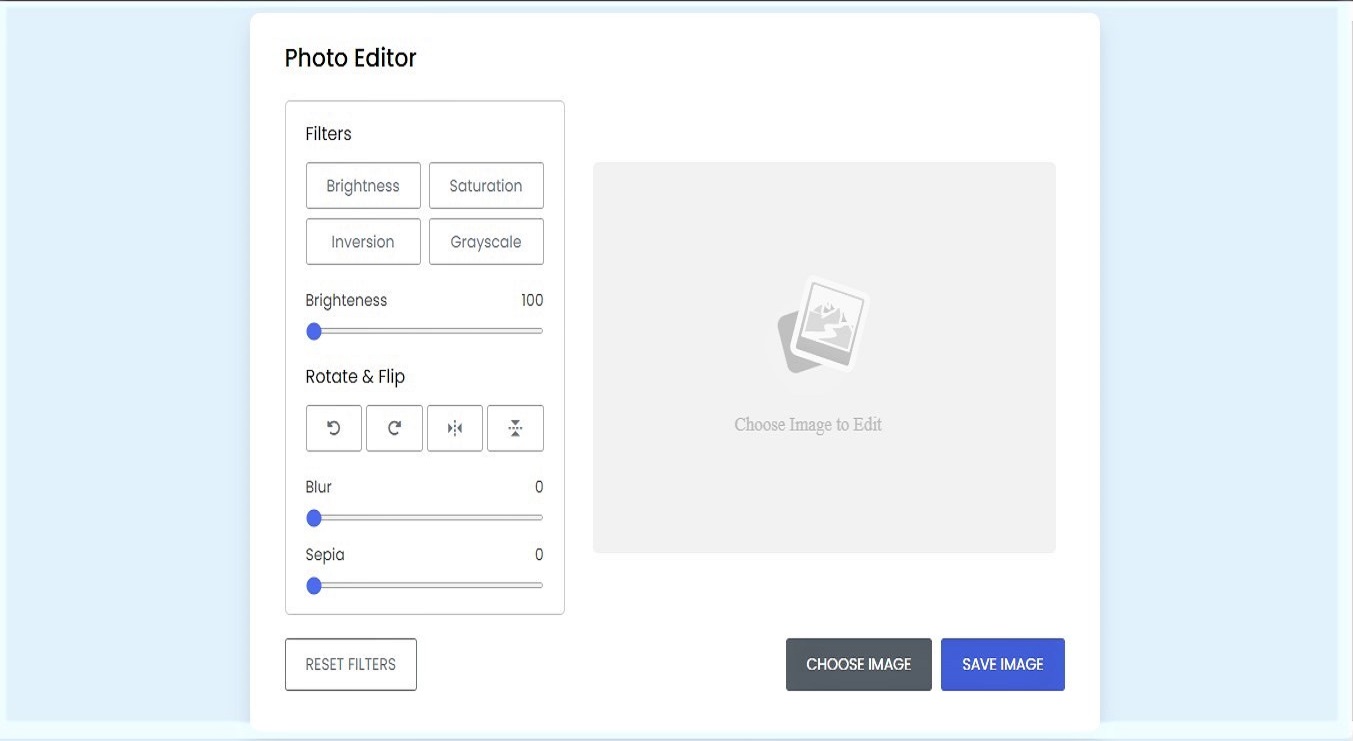 Photo Editor
Filters
Brightness Saturation
Inversion Grayscale
Brighteness 100
Rotate & Flip
Blur 0
Sepia 0
Choose Image to Edit
RESET FILTERS CHOOSE IMAGE SAVE IMAGE